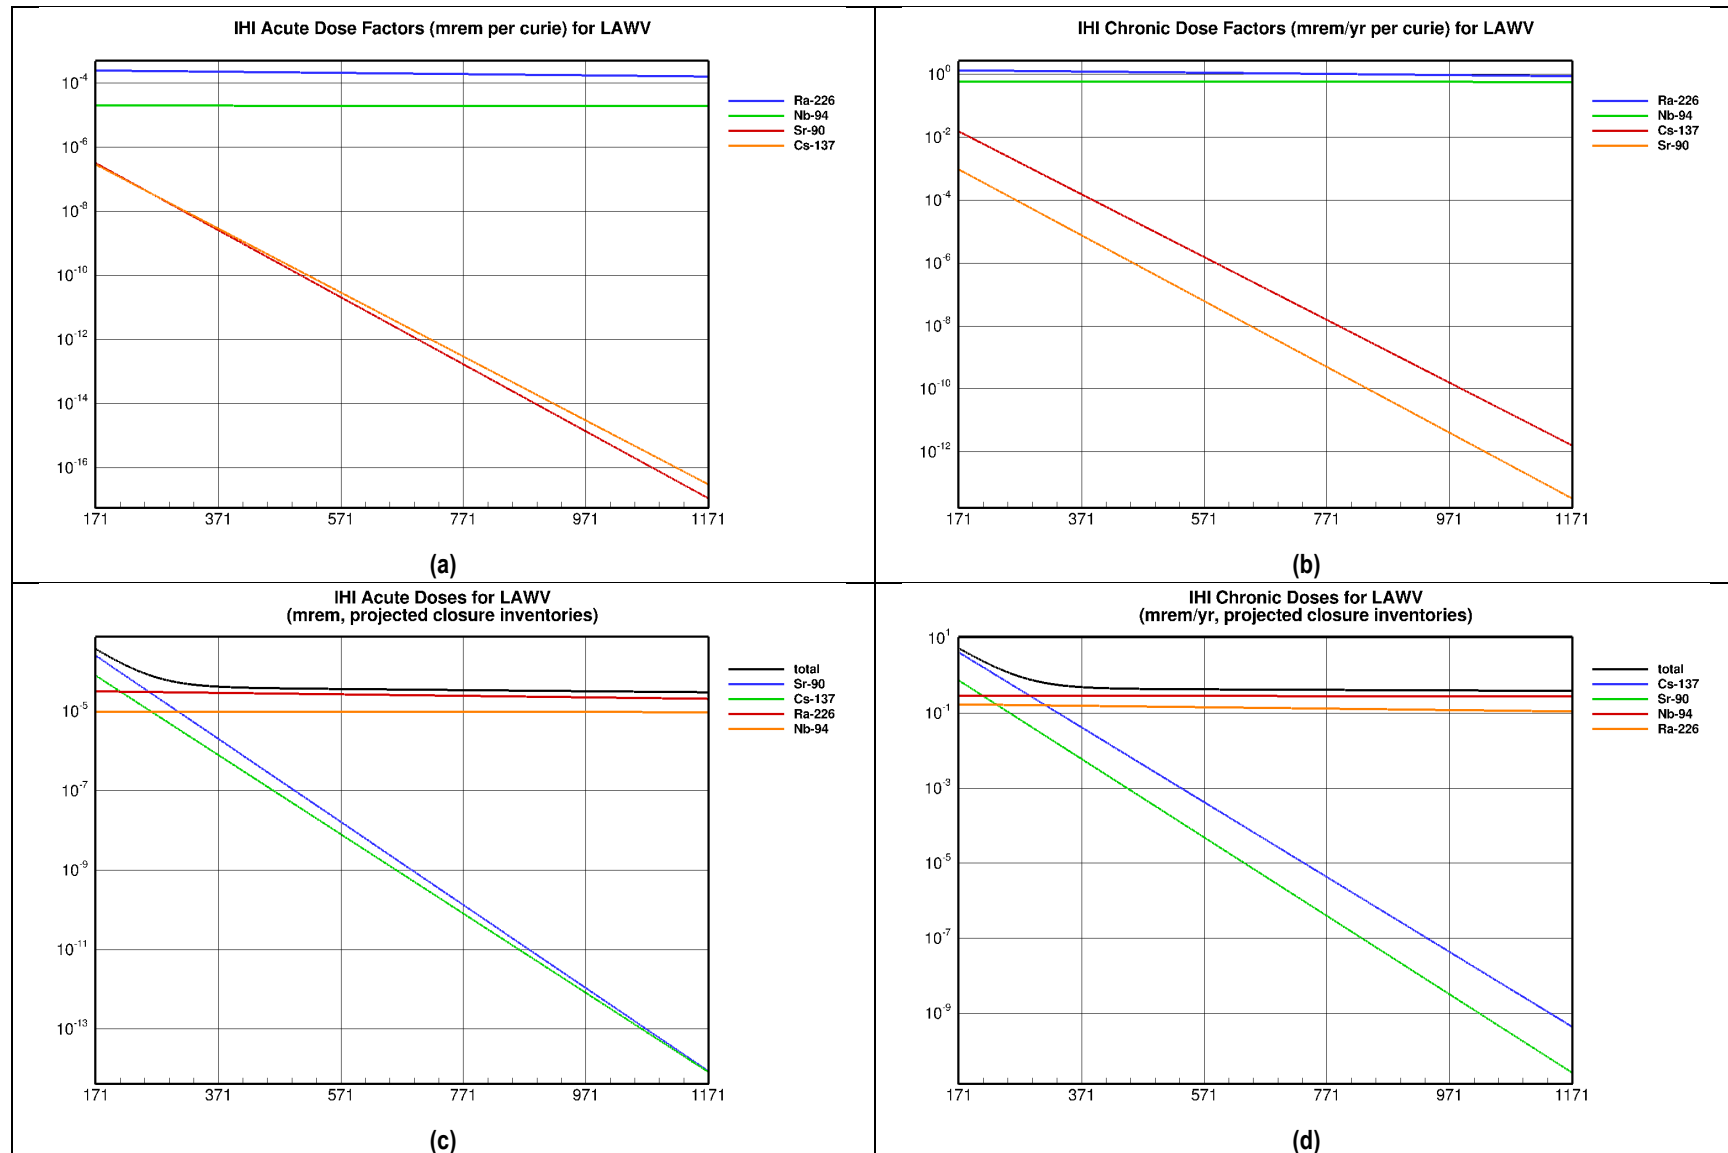 IHI Acute Dose Factors (mrem per curie) for LAWV
10-4
10-6
10-8
10-10
10-12
10-14
10-16
171 371 571 771 971 1171
Ra-226
Nb-94
Sr-90
Cs-137
(a)
IHI Chronic Dose Factors (mrem/yr per curie) for LAWV
100
10-2
10-4
10-6
10-8
10-10
10-12
171 371 571 771 971 1171
Ra-226
Nb-94
Cs-137
Sr-90
(b)
IHI Acute Doses for LAWV
(mrem, projected closure inventories)
10-5
10-7
10-9
10-11
10-13
171 371 571 771 971 1171
total
Sr-90
Cs-137
Ra-226
Nb-94
(c)
IHI Chronic Doses for LAWV
(mrem/yr, projected closure inventories)
101
10-1
10-3
10-5
10-7
10-9
171 371 571 771 971 1171
total
Cs-137
Sr-90
Nb-94
Ra-226
(d)